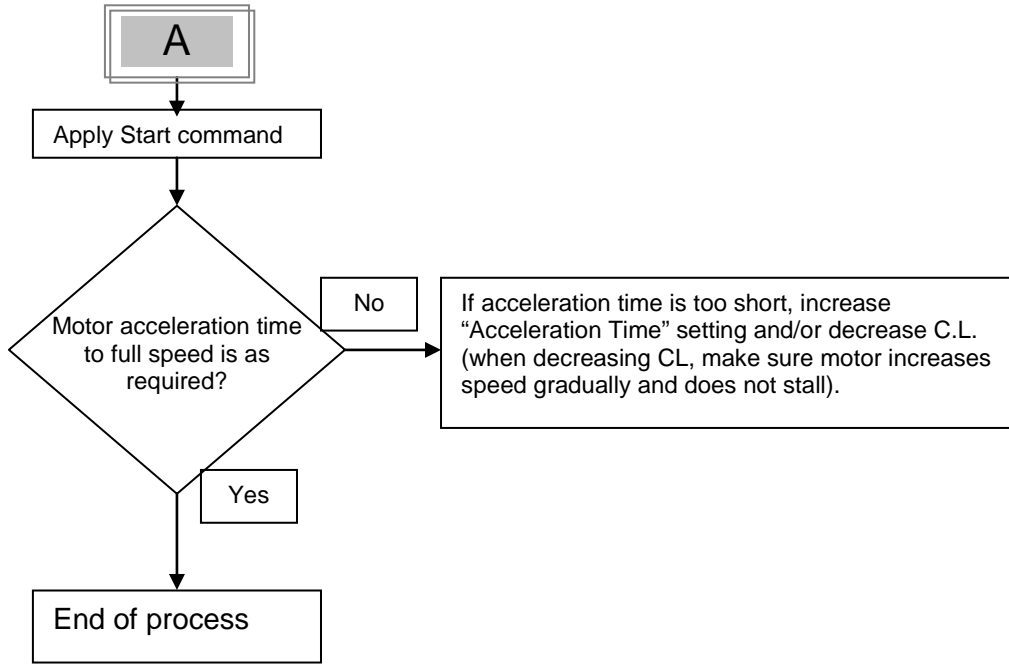 A
Apply Start command
Motor acceleration time
to full speed is as
required?
No
If acceleration time is too short, increase
“Acceleration Time” setting and/or decrease C.L.
(when decreasing CL, make sure motor increases
speed gradually and does not stall).
Yes
End of process